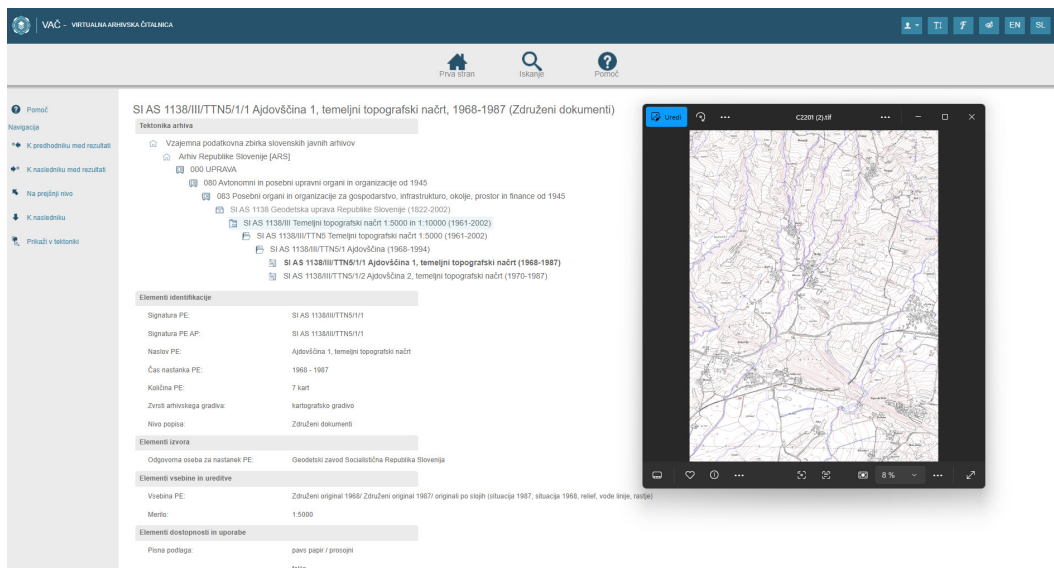 VAČ - VIRTUALNA ARHIVSKA ČITALNICA
EN SL
Prva stran Iskanje Pomoč
Pomoč
Navigacija
K predhodniku med rezultati
K nasledniku med rezultati
Na prejšnji nivo
K nasledniku
Prikaži v tektoniki
SI AS 1138/III/TTN5/1/1 Ajdovščina 1, temeljni topografski načrt, 1968-1987 (Združeni dokumenti)
Tektonika arhiva
Vzajemna podatkovna zbirka slovenskih javnih arhivov
Arhiv Republike Slovenije [ARS]
000 UPRAVA
080 Avtonomni in posebni upravni organi in organizacije od 1945
083 Posebni organi in organizacije za gospodarstvo, infrastrukturo, okolje, prostor in finance od 1945
SI AS 1138 Geodetska uprava Republike Slovenije (1822-2002)
SI AS 1138/III Temeljni topografski načrt 1:5000 in 1:10000 (1961-2002)
SI AS 1138/III/TTN5 Temeljni topografski načrt 1:5000 (1961-2002)
SI AS 1138/III/TTN5/1 Ajdovščina (1968-1994)
SI AS 1138/III/TTN5/1/1 Ajdovščina 1, temeljni topografski načrt (1968-1987)
SI AS 1138/III/TTN5/1/2 Ajdovščina 2, temeljni topografski načrt (1970-1987)
Elementi identifikacije
Signatura PE: SI AS 1138/III/TTN5/1/1
Signatura PE AP: SI AS 1138/III/TTN5/1/1
Naslov PE: Ajdovščina 1, temeljni topografski načrt
Čas nastanka PE: 1968 - 1987
Količina PE: 7 kart
Zvrsti arhivskega gradiva: kartografsko gradivo
Nivo popisa: Združeni dokumenti
Elementi izvora
Odgovorna oseba za nastanek PE: Geodetski zavod Socialistična Republika Slovenija
Elementi vsebine in ureditve
Vsebina PE: Združeni original 1968/ Združeni original 1987/ originali po slojih (situacija 1987, situacija 1968, relief, vode linije, rastje)
Merilo: 1:5000
Elementi dostopnosti in uporabe
Pisna podlaga: pavs papir / prosojni
Uredi
C2201 (2).tif
8 %